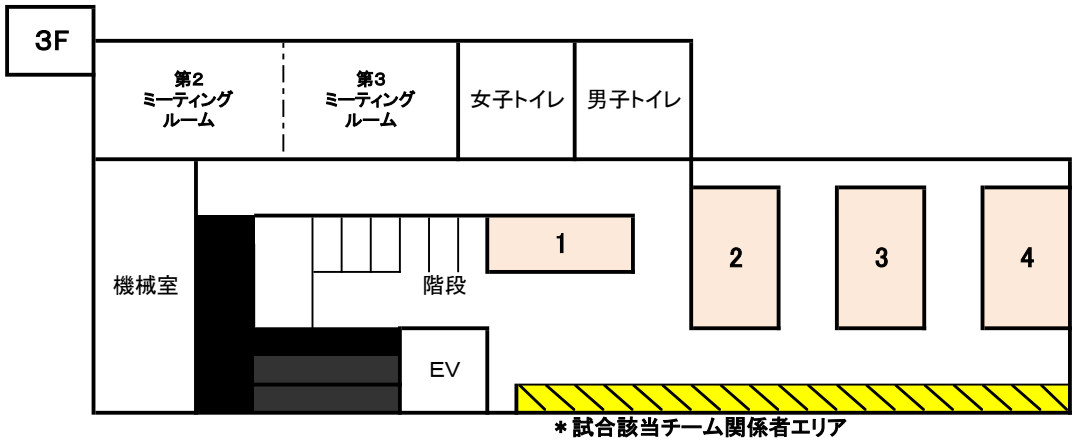 3F
第2
ミーティング
ルーム
第3
ミーティング
ルーム
女子トイレ
男子トイレ
機械室
階段
EV
1
2
3
4
*試合該当チーム関係者エリア